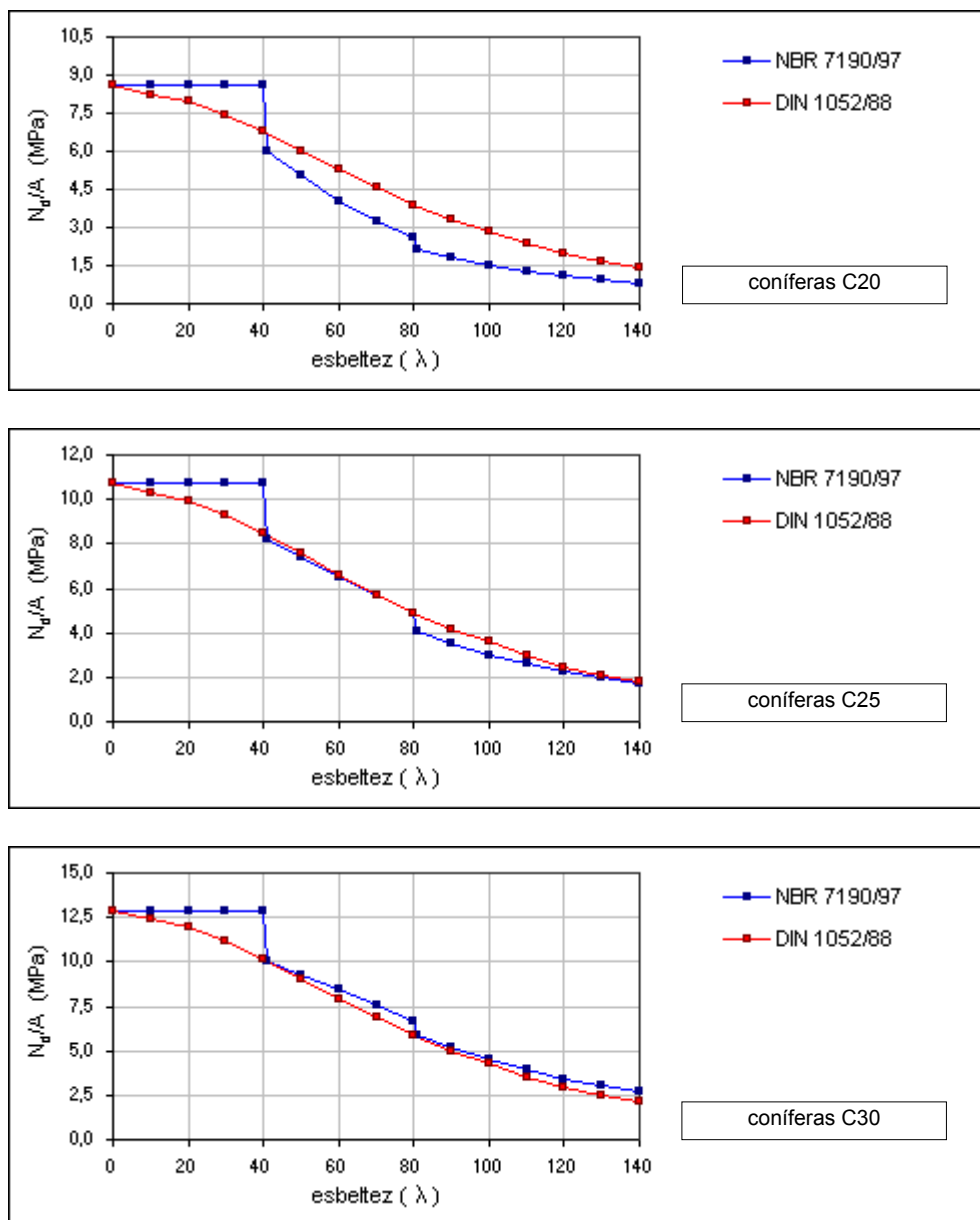 10,5
9,0
7,5
6,0
4,5
3,0
1,5
0,0
N_d/A (MPa)
0 20 40 60 80 100 120 140
esbeltez ( λ )
NBR 7190/97
DIN 1052/88
coníferas C20
12,0
10,0
8,0
6,0
4,0
2,0
0,0
N_d/A (MPa)
0 20 40 60 80 100 120 140
esbeltez ( λ )
NBR 7190/97
DIN 1052/88
coníferas C25
15,0
12,5
10,0
7,5
5,0
2,5
0,0
N_d/A (MPa)
0 20 40 60 80 100 120 140
esbeltez ( λ )
NBR 7190/97
DIN 1052/88
coníferas C30